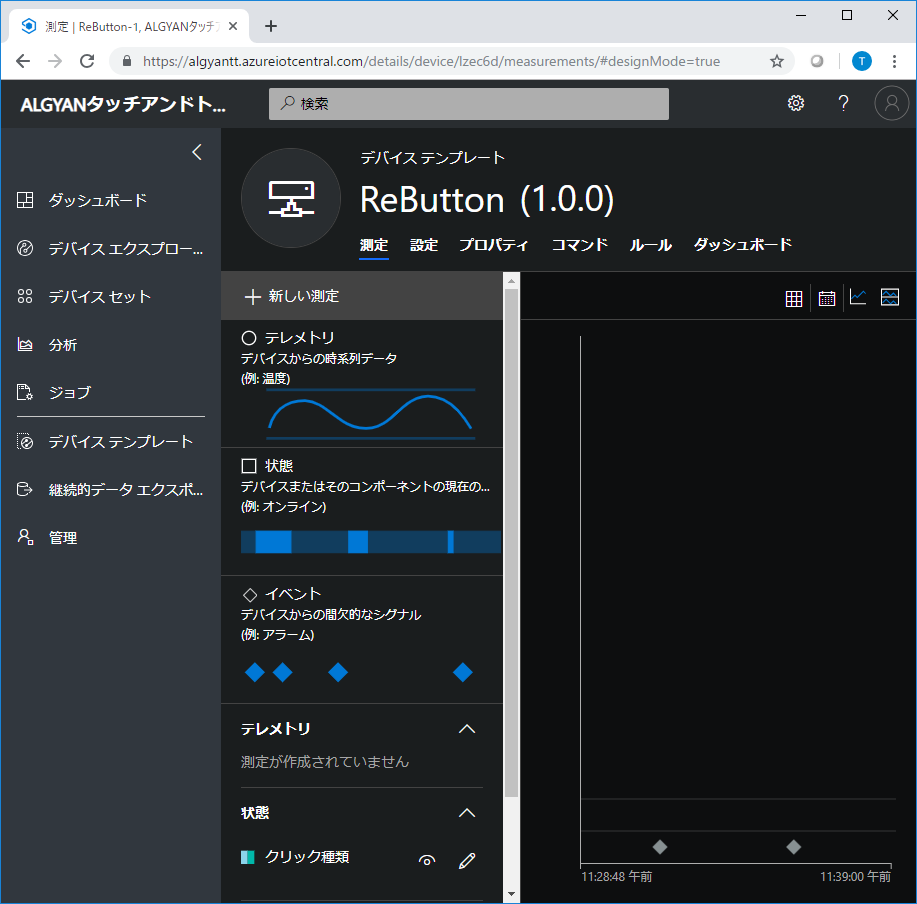 測定 | ReButton-1, ALGYANタッチ
https://algyantt.azureiotcentral.com/details/device/lzec6d/measurements/#designMode=true
T
ALGYANタッチアンドト...
検索
?
デバイス テンプレート
ReButton (1.0.0)
測定 設定 プロパティ コマンド ルール ダッシュボード
ダッシュボード
デバイス エクスプロー...
デバイス セット
分析
ジョブ
デバイス テンプレート
継続的データ エクスポ...
管理
新しい測定
テレメトリ
デバイスからの時系列データ
(例: 温度)
状態
デバイスまたはそのコンポーネントの現在の...
(例: オンライン)
イベント
デバイスからの間欠的なシグナル
(例: アラーム)
テレメトリ
測定が作成されていません
状態
クリック種類
11:28:48 午前
11:39:00 午前